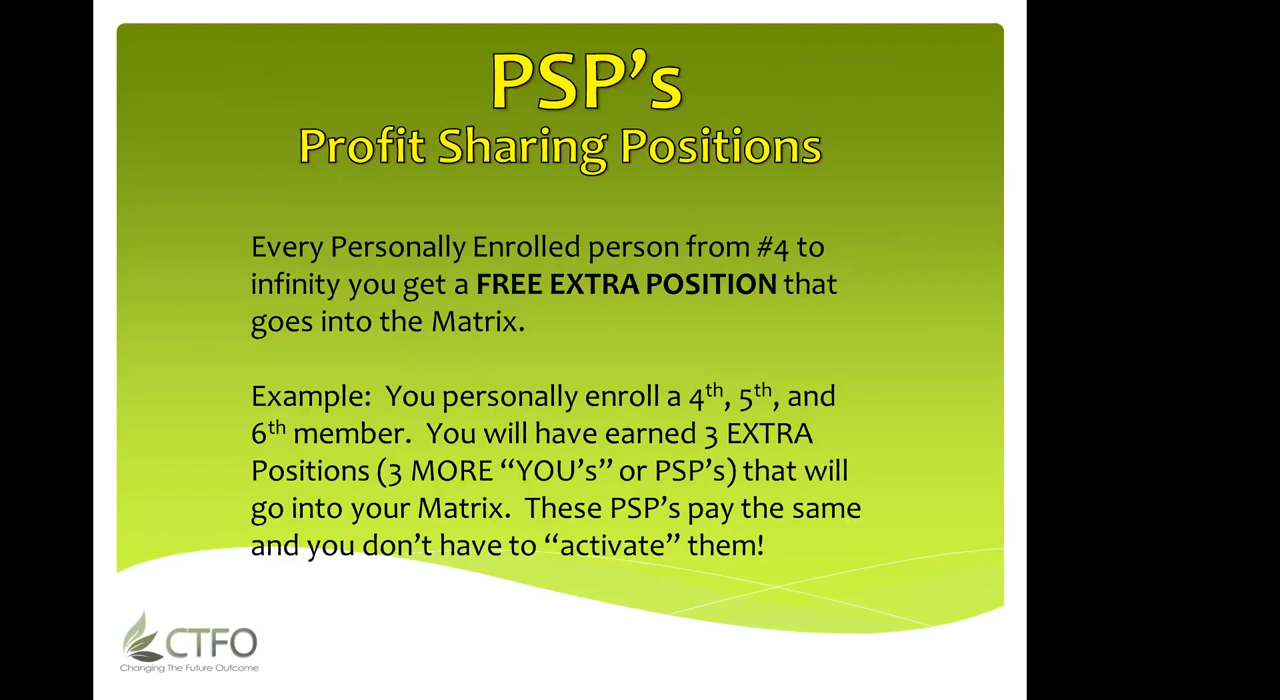 PSP’s
Profit Sharing Positions
Every Personally Enrolled person from #4 to
infinity you get a FREE EXTRA POSITION that
goes into the Matrix.
Example:  You personally enroll a 4th, 5th, and
6th member.  You will have earned 3 EXTRA
Positions (3 MORE “YOU’s” or PSP’s) that will
go into your Matrix.  These PSP’s pay the same
and you don’t have to “activate” them!
CTFO
Changing The Future Outcome